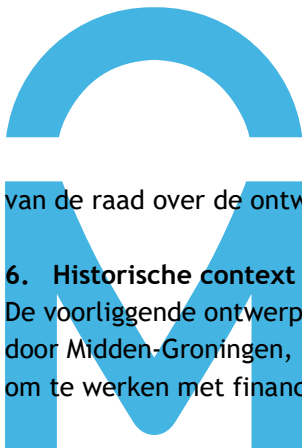 van de raad over de ontw
6. Historische context
De voorliggende ontwerp
door Midden-Groningen,
om te werken met financ